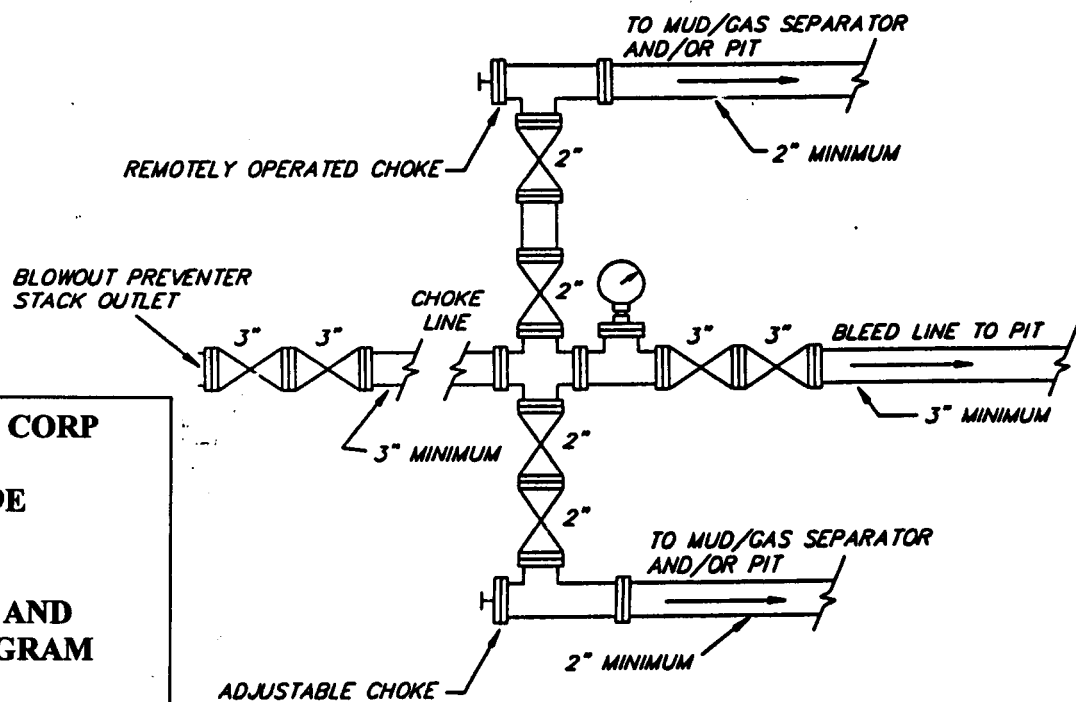 TO MUD/GAS SEPARATOR
AND/OR PIT
2"
2" MINIMUM
REMOTELY OPERATED CHOKE
2"
BLOWOUT PREVENTER
STACK OUTLET
CHOKE
LINE
3"
3"
3"
3"
BLEED LINE TO PIT
3" MINIMUM
3" MINIMUM
2"
2"
TO MUD/GAS SEPARATOR
AND/OR PIT
2" MINIMUM
ADJUSTABLE CHOKE
CORP
DE
AND
GRAM